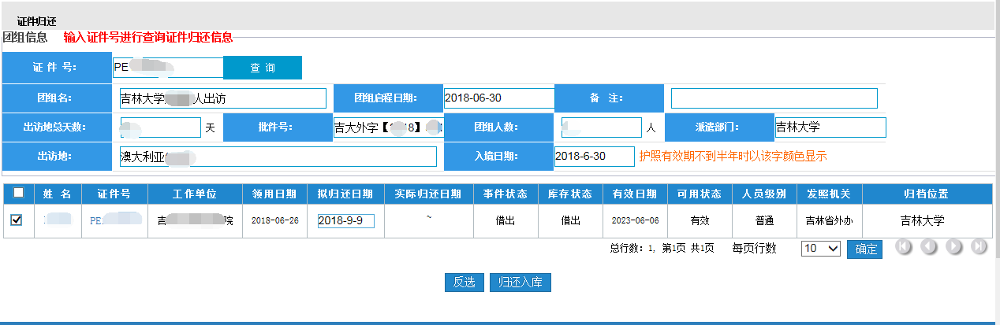 证件归还
团组信息 输入证件号进行查询证件归还信息
证 件 号： PE 查 询
团组名： 吉林大学 人出访 团组启程日期： 2018-06-30 备 注：
出访地总天数： 天 批件号： 吉大外字【 18】 团组人数： 人 派遣部门： 吉林大学
出访地： 澳大利亚 入境日期： 2018-6-30 护照有效期不到半年时以该字颜色显示
姓 名 证件号 工作单位 领用日期 拟归还日期 实际归还日期 事件状态 库存状态 有效日期 可用状态 人员级别 发照机关 归档位置
PE 吉 院 2018-06-26 2018-9-9 ~ 借出 借出 2023-06-06 有效 普通 吉林省外办 吉林大学
总行数：1, 第1页 共1页 每页行数 10 确定
反选 归还入库